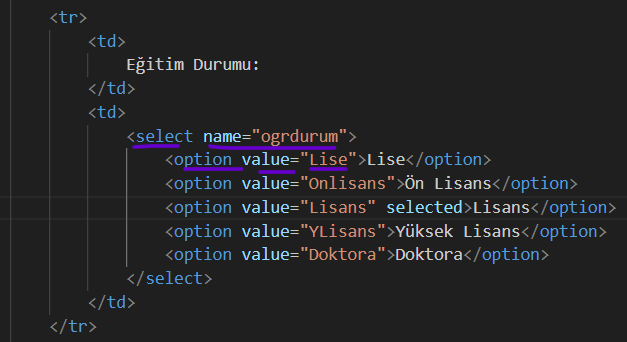 <tr>
<td>
Eğitim Durumu:
</td>
<td>
<select name="ogrdurum">
<option value="Lise">Lise</option>
<option value="Onlisans">Ön Lisans</option>
<option value="Lisans" selected>Lisans</option>
<option value="YLisans">Yüksek Lisans</option>
<option value="Doktora">Doktora</option>
</select>
</td>
</tr>